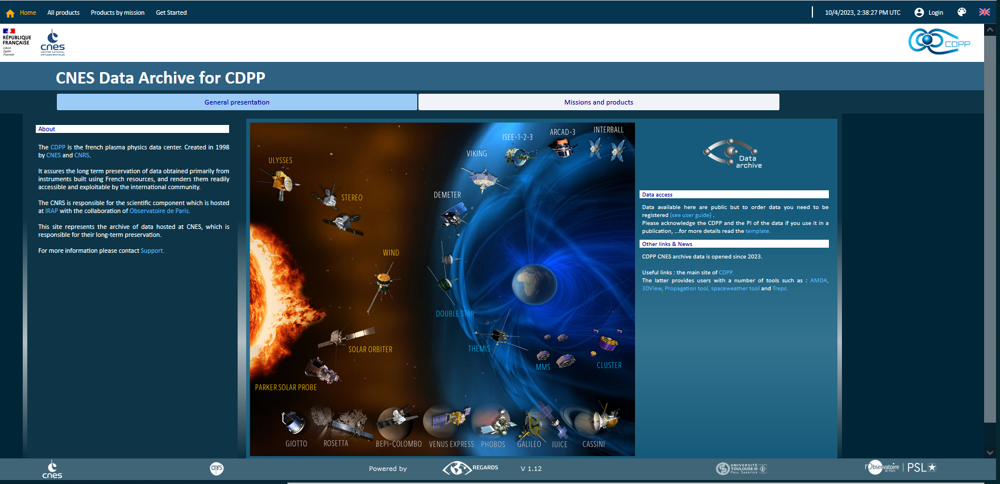 Home All products Products by mission Get Started
10/4/2023, 2:38:27 PM UTC Login
RÉPUBLIQUE
FRANÇAISE
Liberté
Égalité
Fraternité
cnes
CENTRE NATIONAL
D'ÉTUDES SPATIALES
CDPP
CNES Data Archive for CDPP
General presentation
Missions and products
About
The CDPP is the french plasma physics data center. Created in 1998
by CNES and CNRS.
It assures the long term preservation of data obtained primarily from
instruments built using French resources, and renders them readily
accessible and exploitable by the international community.
The CNRS is responsible for the scientific component which is hosted
at IRAP with the collaboration of Observatoire de Paris.
This site represents the archive of data hosted at CNES, which is
responsible for their long-term preservation.
For more information please contact Support.
ISEE-1-2-3
ARCAD-3
INTERBALL
VIKING
ULYSSES
STEREO
DEMETER
WIND
DOUBLE STAR
SOLAR ORBITER
THEMIS
MMS
CLUSTER
PARKER SOLAR PROBE
GIOTTO
ROSETTA
BEPI-COLOMBO
VENUS EXPRESS
PHOBOS
GALILEO
JUICE
CASSINI
Data
archive
Data access
Data available here are public but to order data you need to be
registered (see user guide) .
Please acknowledge the CDPP and the PI of the data if you use it in a
publication, ...for more details read the template.
Other links & News
CDPP CNES archive data is opened since 2023.
Useful links : the main site of CDPP.
The latter provides users with a number of tools such as : AMDA,
3DView, Propagation tool, spaceweather tool and Treps.
cnes
cnrs
Powered by
REGARDS
V 1.12
UNIVERSITÉ
TOULOUSE III
PAUL SABATIER
l'Observatoire
de Paris
PSL